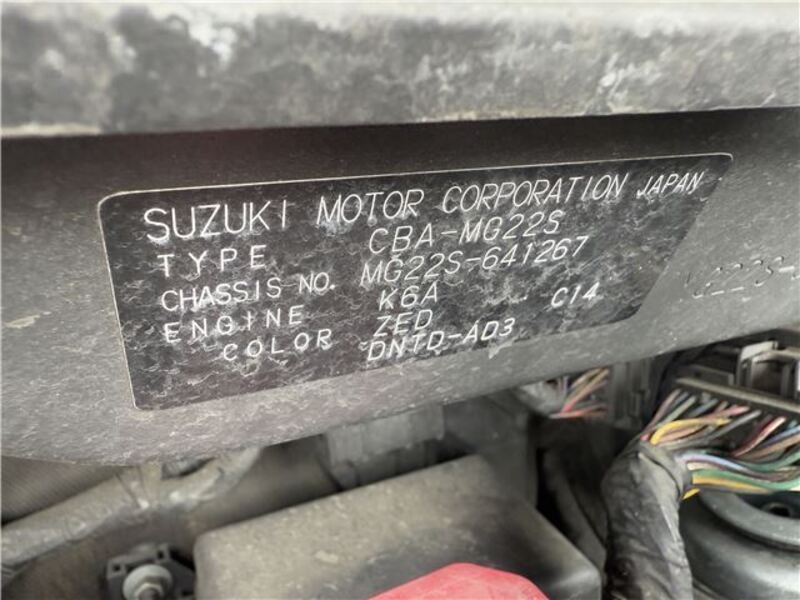 SUZUKI MOTOR CORPORATION JAPAN
TYPE CBA-MG22S
CHASSIS NO. MG22S-641267
ENGINE K6A
COLOR ZED C14
DNTD-AD3